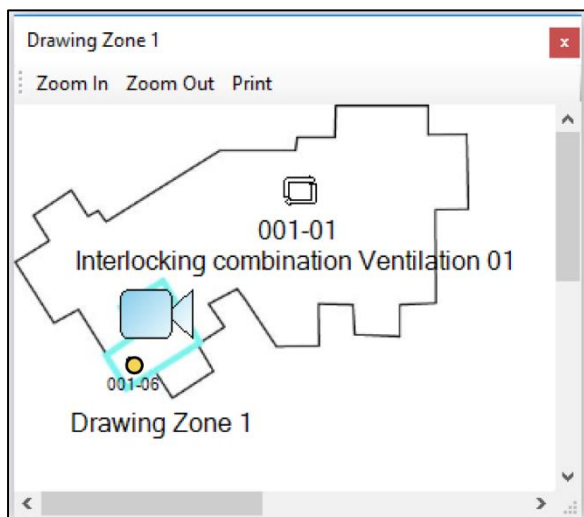 Drawing Zone 1
x
Zoom In Zoom Out Print
001-01
Interlocking combination Ventilation 01
001-06
Drawing Zone 1